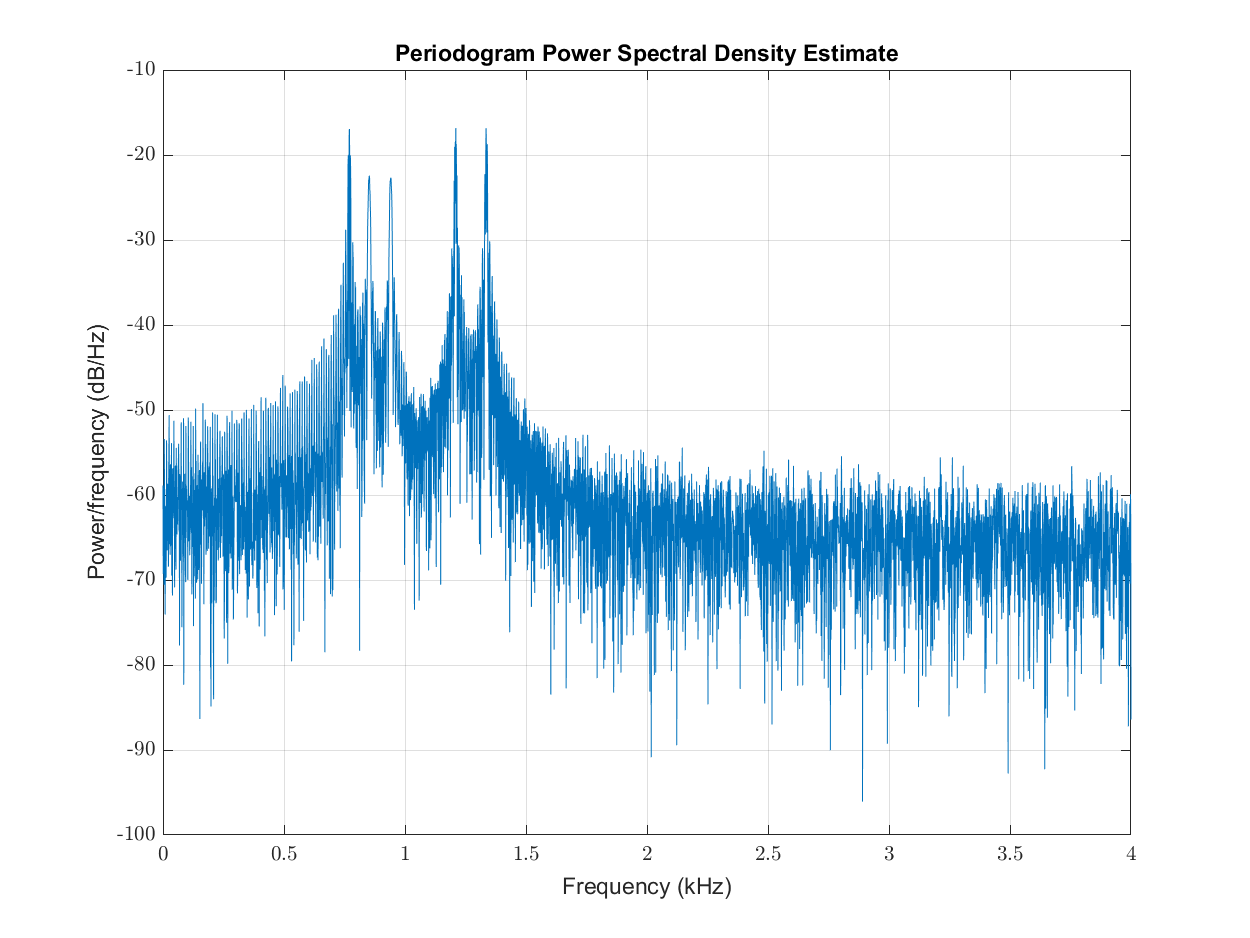 Periodogram Power Spectral Density Estimate
Power/frequency (dB/Hz)
-10
-20
-30
-40
-50
-60
-70
-80
-90
-100
0 0.5 1 1.5 2 2.5 3 3.5 4
Frequency (kHz)